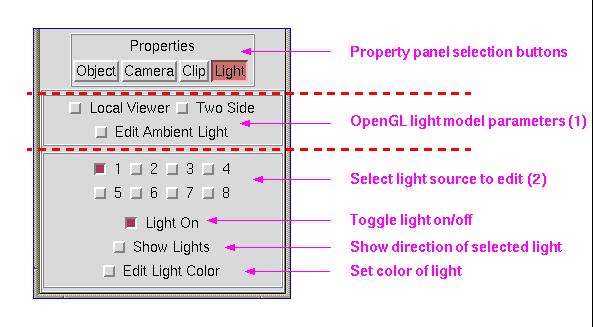 Properties
Object Camera Clip Light
Property panel selection buttons
Local Viewer Two Side
Edit Ambient Light
OpenGL light model parameters (1)
1 2 3 4
5 6 7 8
Select light source to edit (2)
Light On
Toggle light on/off
Show Lights
Show direction of selected light
Edit Light Color
Set color of light